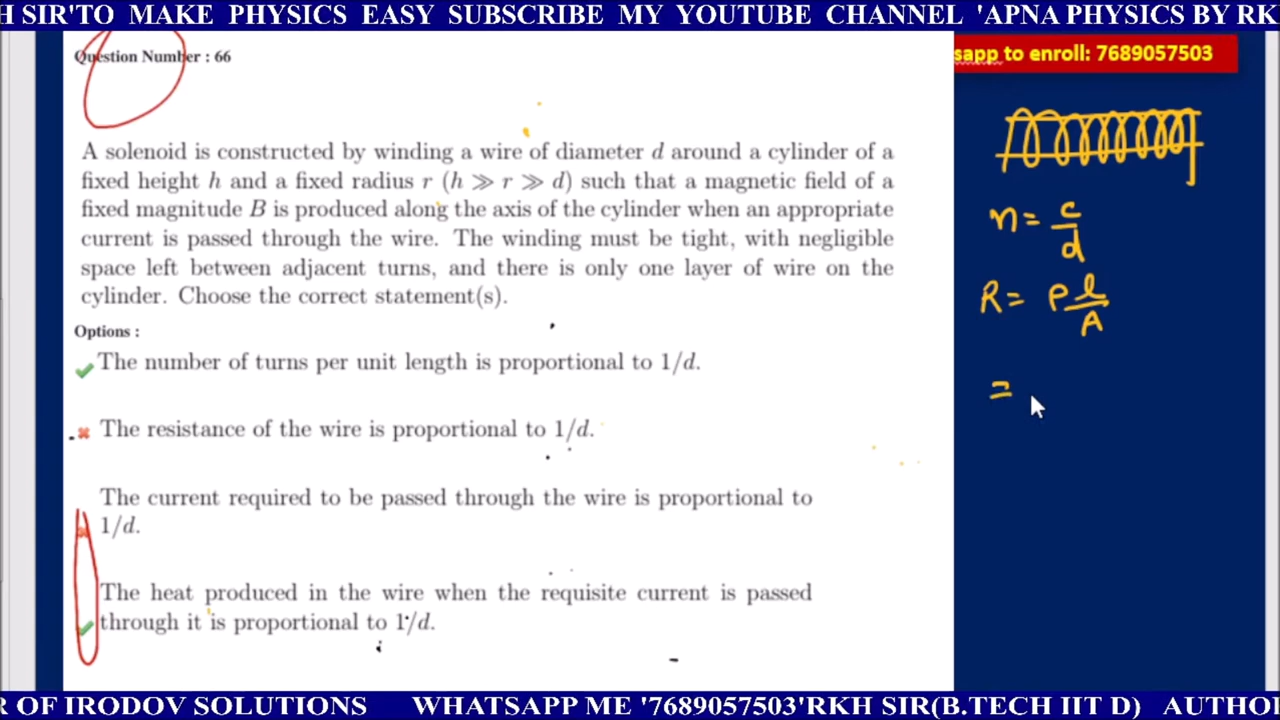 H SIR'TO MAKE PHYSICS EASY SUBSCRIBE MY YOUTUBE CHANNEL 'APNA PHYSICS BY RK
Question Number : 66
sapp to enroll: 7689057503
A solenoid is constructed by winding a wire of diameter d around a cylinder of a
fixed height h and a fixed radius r (h ≫ r ≫ d) such that a magnetic field of a
fixed magnitude B is produced along the axis of the cylinder when an appropriate
current is passed through the wire. The winding must be tight, with negligible
space left between adjacent turns, and there is only one layer of wire on the
cylinder. Choose the correct statement(s).
Options :
The number of turns per unit length is proportional to 1/d.
The resistance of the wire is proportional to 1/d.
The current required to be passed through the wire is proportional to
1/d.
The heat produced in the wire when the requisite current is passed
through it is proportional to 1/d.
n = c/d
R = ρ l/A
=
R OF IRODOV SOLUTIONS WHATSAPP ME '7689057503'RKH SIR(B.TECH IIT D) AUTHO